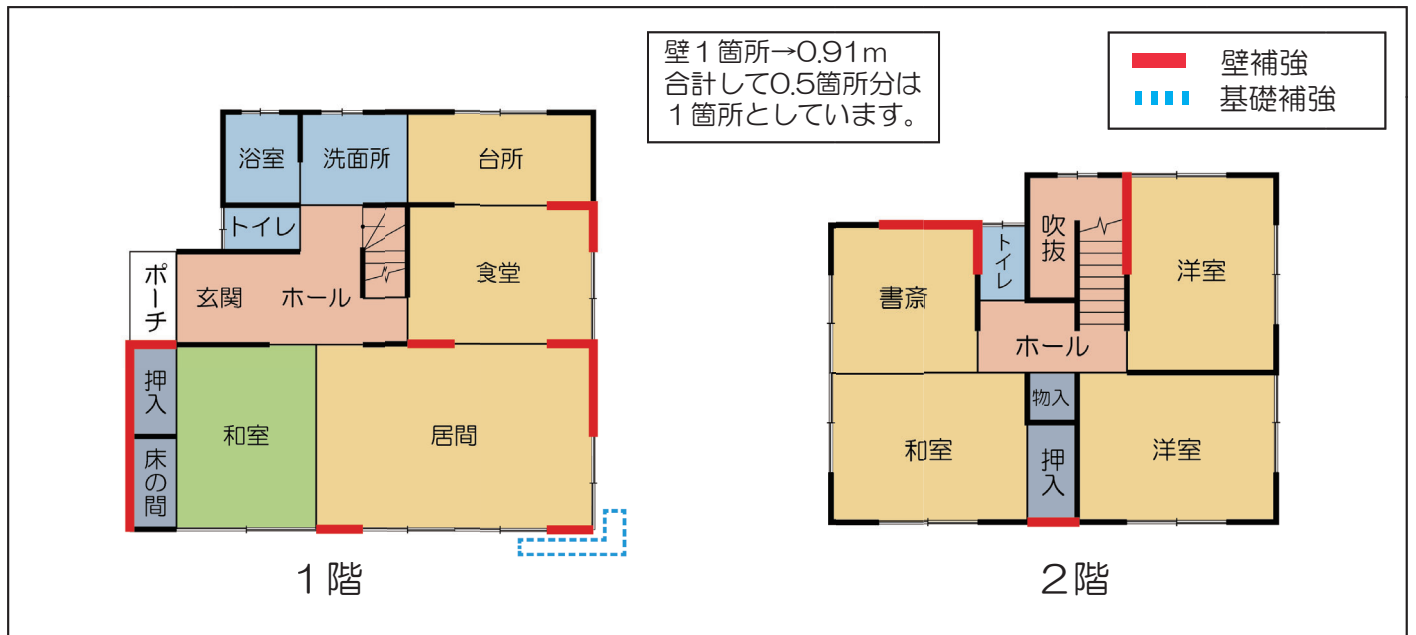 壁１箇所→0.91m
合計して0.5箇所分は
１箇所としています。
壁補強
基礎補強
浴室
洗面所
台所
トイレ
食堂
ポーチ
玄関
ホール
押入
和室
居間
床の間
１階
吹抜
トイレ
洋室
書斎
ホール
物入
和室
押入
洋室
２階